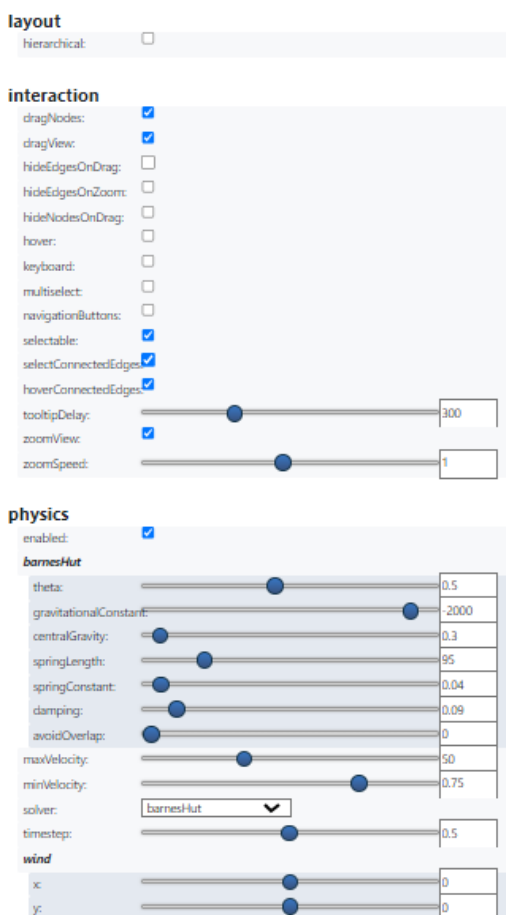 layout
hierarchical:
interaction
dragNodes:
dragView:
hideEdgesOnDrag:
hideEdgesOnZoom:
hideNodesOnDrag:
hover:
keyboard:
multiselect:
navigationButtons:
selectable:
selectConnectedEdges:
hoverConnectedEdges:
tooltipDelay: 300
zoomView:
zoomSpeed: 1
physics
enabled:
barnesHut
theta: 0.5
gravitationalConstant: -2000
centralGravity: 0.3
springLength: 95
springConstant: 0.04
damping: 0.09
avoidOverlap: 0
maxVelocity: 50
minVelocity: 0.75
solver: barnesHut
timestep: 0.5
wind
x: 0
y: 0